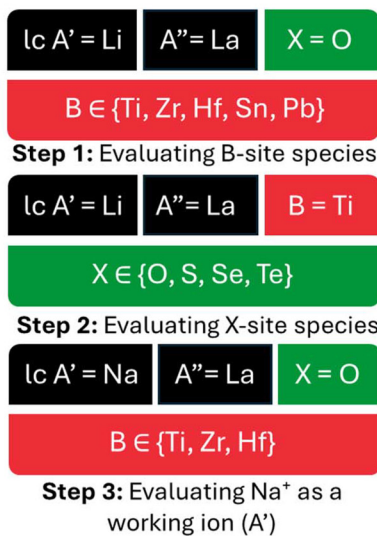 lc A' = Li A''= La X = O
B ∈ {Ti, Zr, Hf, Sn, Pb}
Step 1: Evaluating B-site species
lc A' = Li A''= La B = Ti
X ∈ {O, S, Se, Te}
Step 2: Evaluating X-site species
lc A' = Na A''= La X = O
B ∈ {Ti, Zr, Hf}
Step 3: Evaluating Na⁺ as a
working ion (A')